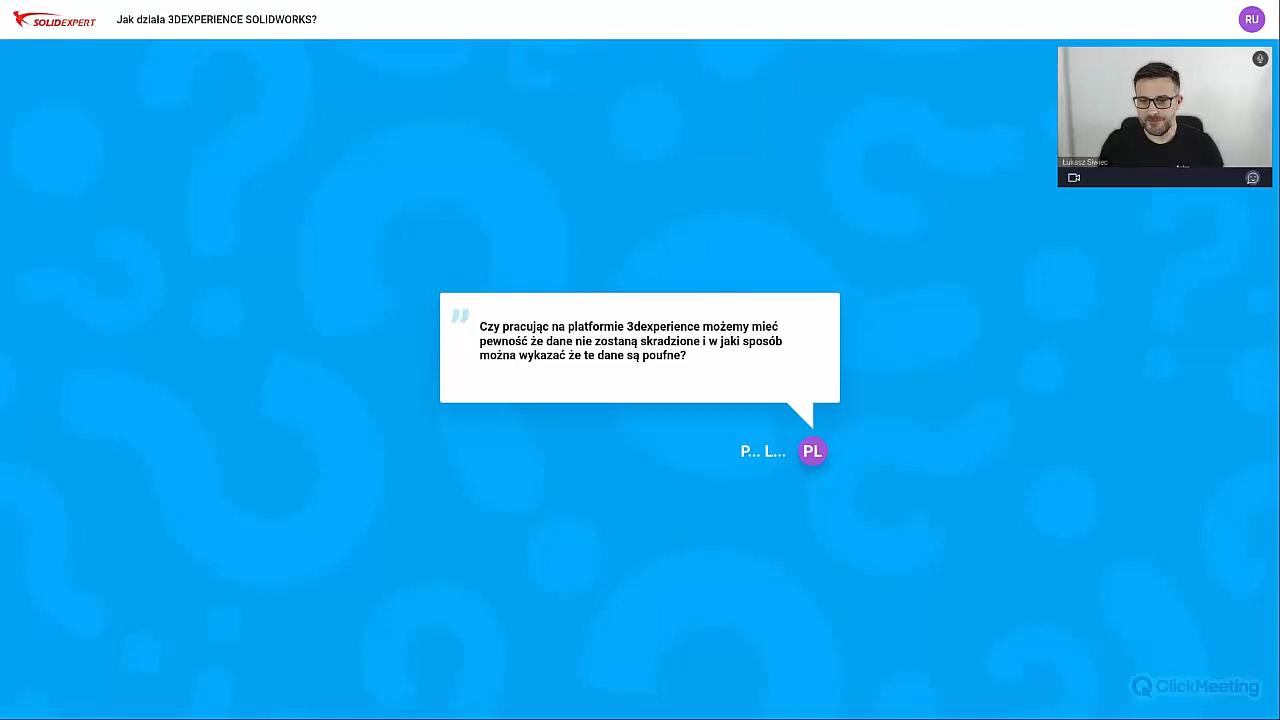 SOLIDEXPERT
Jak działa 3DEXPERIENCE SOLIDWORKS?
RU
Łukasz Siwiec
Czy pracując na platformie 3dexperience możemy mieć
pewność że dane nie zostaną skradzione i w jaki sposób
można wykazać że te dane są poufne?
P... L...
PL
ClickMeeting